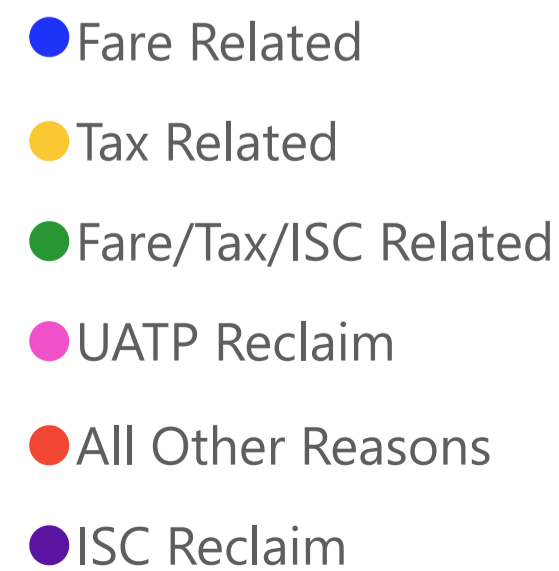 Fare Related
Tax Related
Fare/Tax/ISC Related
UATP Reclaim
All Other Reasons
ISC Reclaim